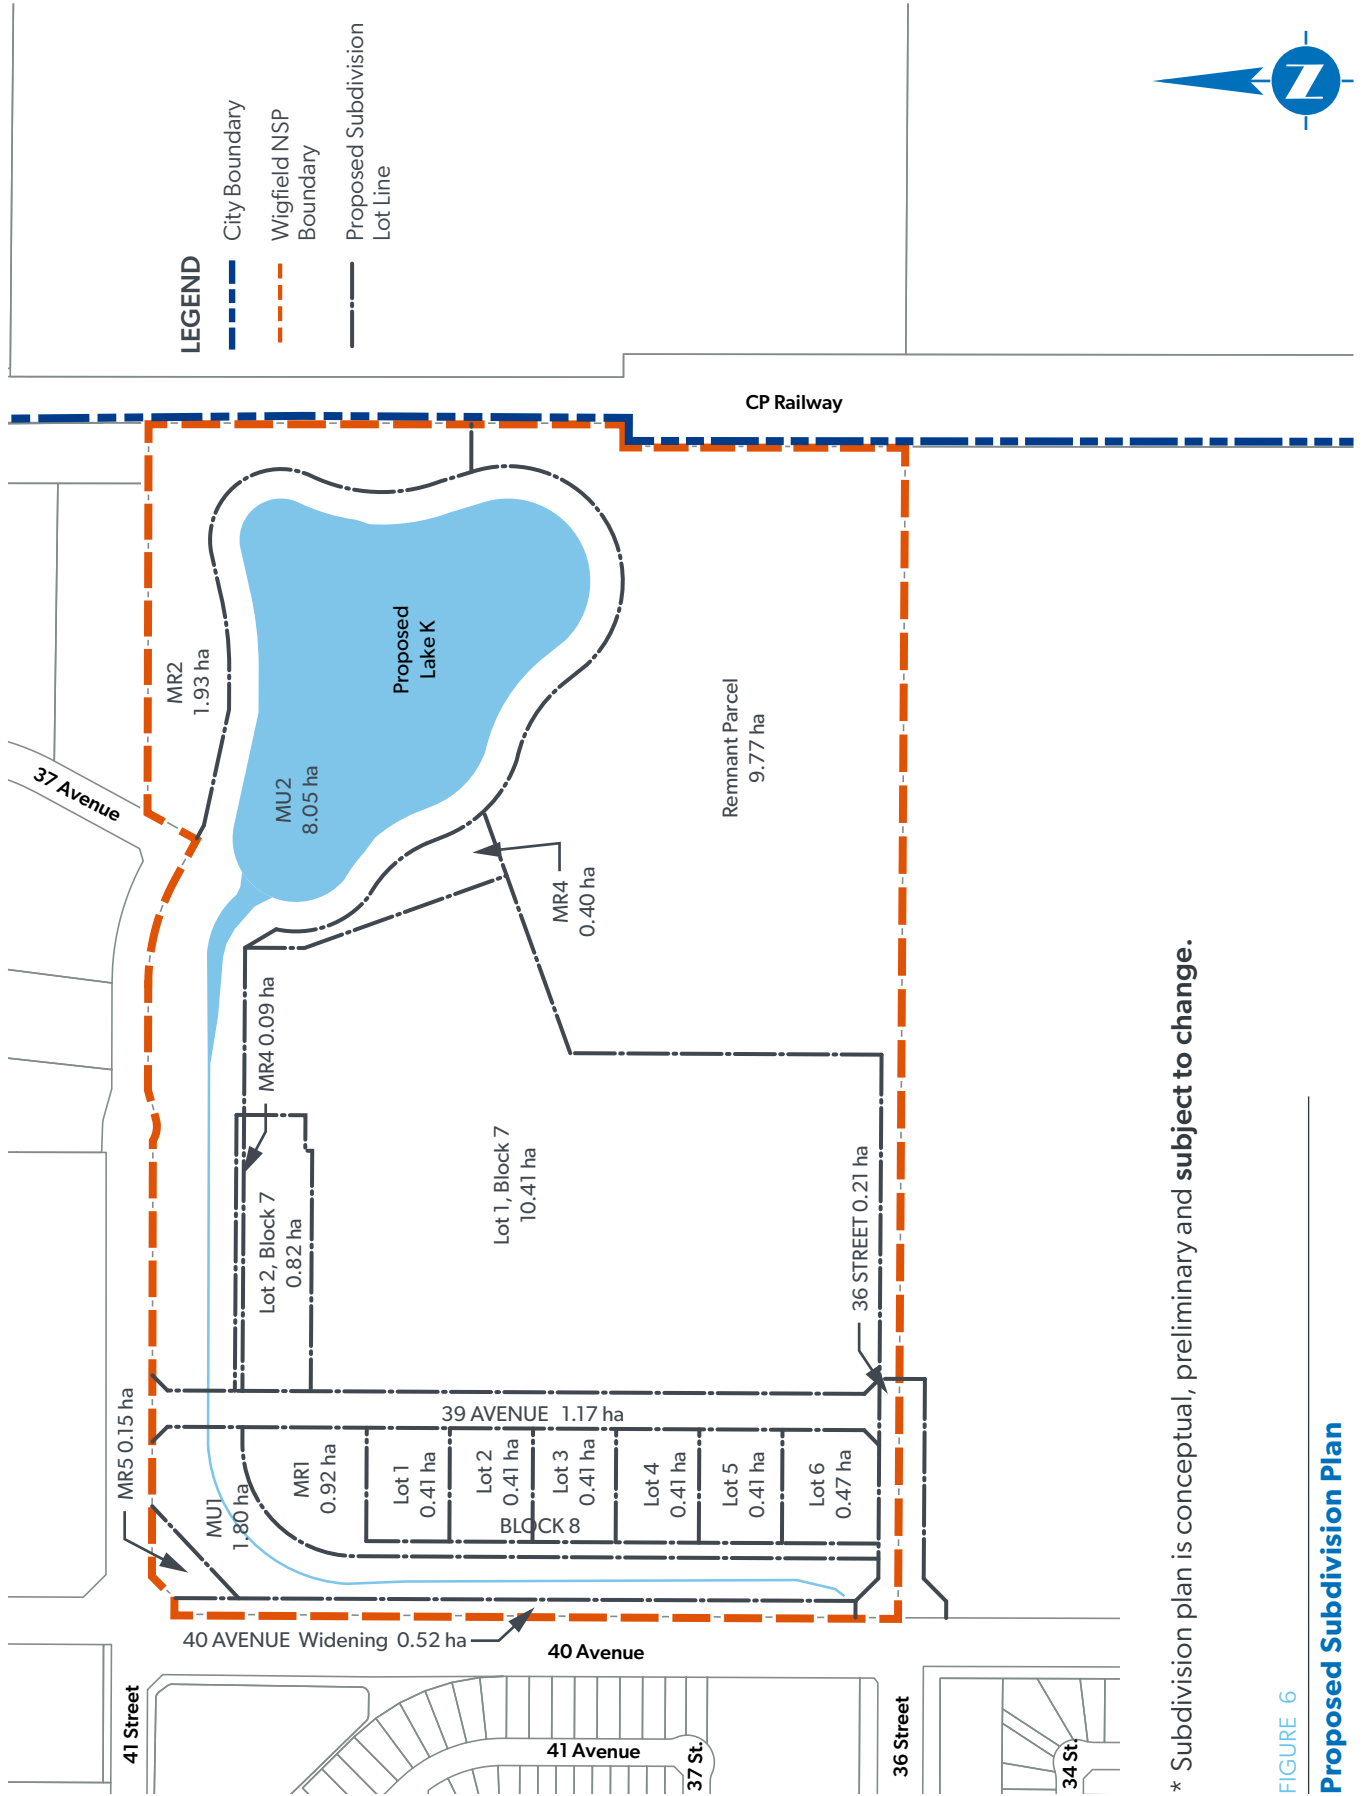 LEGEND
City Boundary
Wigfield NSP
Boundary
Proposed Subdivision
Lot Line
N
CP Railway
37 Avenue
MR2
1.93 ha
MU2
8.05 ha
Proposed
Lake K
Remnant Parcel
9.77 ha
MR4
0.40 ha
MR4 0.09 ha
Lot 2, Block 7
0.82 ha
Lot 1, Block 7
10.41 ha
36 STREET 0.21 ha
39 AVENUE 1.17 ha
MR5 0.15 ha
MU1
1.80 ha
MR1
0.92 ha
Lot 1
0.41 ha
Lot 2
0.41 ha
Lot 3
0.41 ha
Lot 4
0.41 ha
Lot 5
0.41 ha
Lot 6
0.47 ha
BLOCK 8
40 AVENUE Widening 0.52 ha
40 Avenue
41 Street
41 Avenue
37 St.
36 Street
34 St.
* Subdivision plan is conceptual, preliminary and subject to change.
FIGURE 6
Proposed Subdivision Plan